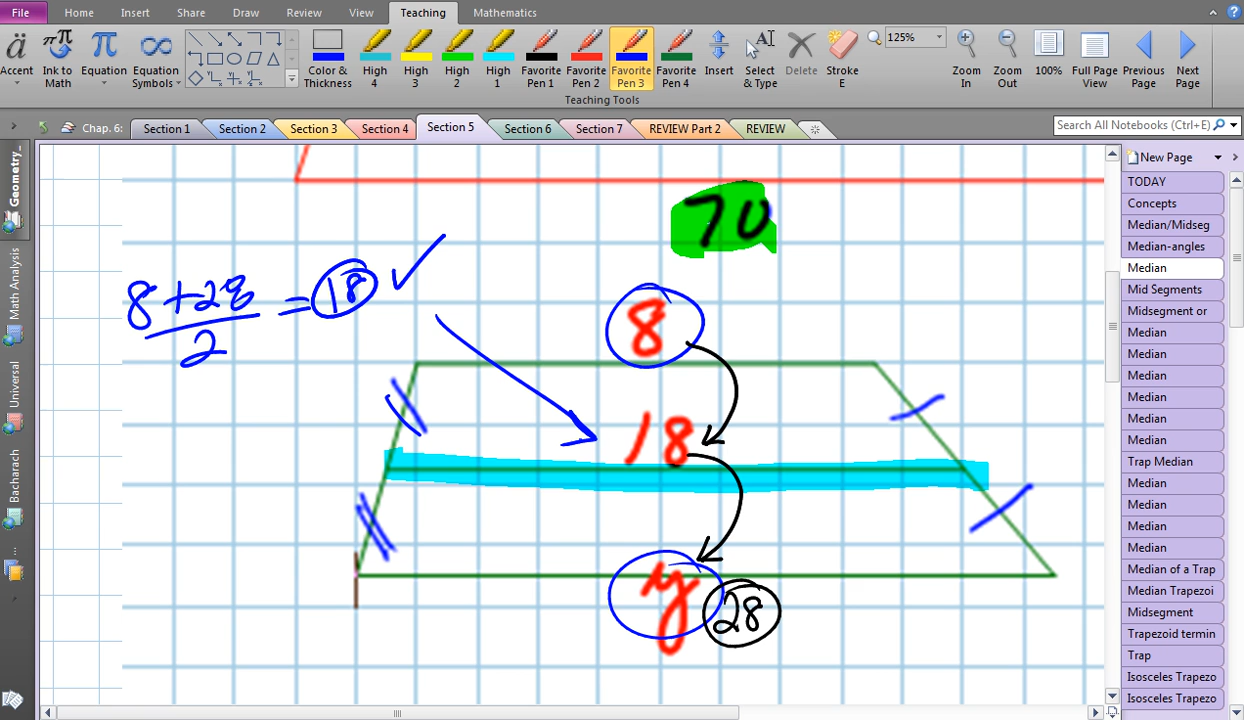 File Home Insert Share Draw Review View Teaching Mathematics
Accent Ink to Math Equation Equation Symbols Color & Thickness High 4 High 3 High 2 High 1 Favorite Pen 1 Favorite Pen 2 Favorite Pen 3 Favorite Pen 4 Insert Select & Type Delete Stroke E 125% Zoom In Zoom Out 100% Full Page View Previous Page Next Page
Teaching Tools
Chap. 6: Section 1 Section 2 Section 3 Section 4 Section 5 Section 6 Section 7 REVIEW Part 2 REVIEW Search All Notebooks (Ctrl+E)
Geometry_
Math Analysis
Universal
Bacharach
70
8+28
2
= 18 ✓
8
18
y 28
New Page
TODAY
Concepts
Median/Midseg
Median-angles
Median
Mid Segments
Midsegment or
Median
Median
Median
Median
Median
Median
Trap Median
Median
Median
Median
Median
Median of a Trap
Median Trapezoi
Midsegment
Trapezoid termin
Trap
Isosceles Trapezo
Isosceles Trapezo